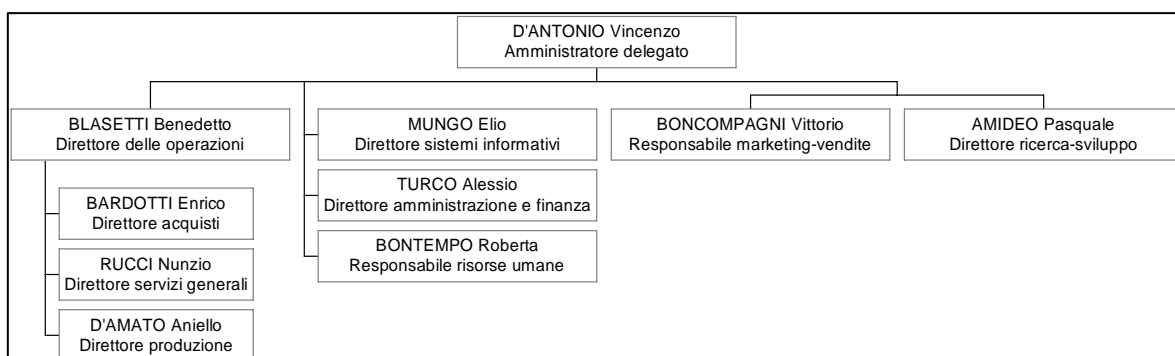 D'ANTONIO Vincenzo
Amministratore delegato
BLASETTI Benedetto
Direttore delle operazioni
MUNGO Elio
Direttore sistemi informativi
BONCOMPAGNI Vittorio
Responsabile marketing-vendite
AMIDEO Pasquale
Direttore ricerca-sviluppo
BARDOTTI Enrico
Direttore acquisti
TURCO Alessio
Direttore amministrazione e finanza
RUCCI Nunzio
Direttore servizi generali
BONTEMPO Roberta
Responsabile risorse umane
D'AMATO Aniello
Direttore produzione